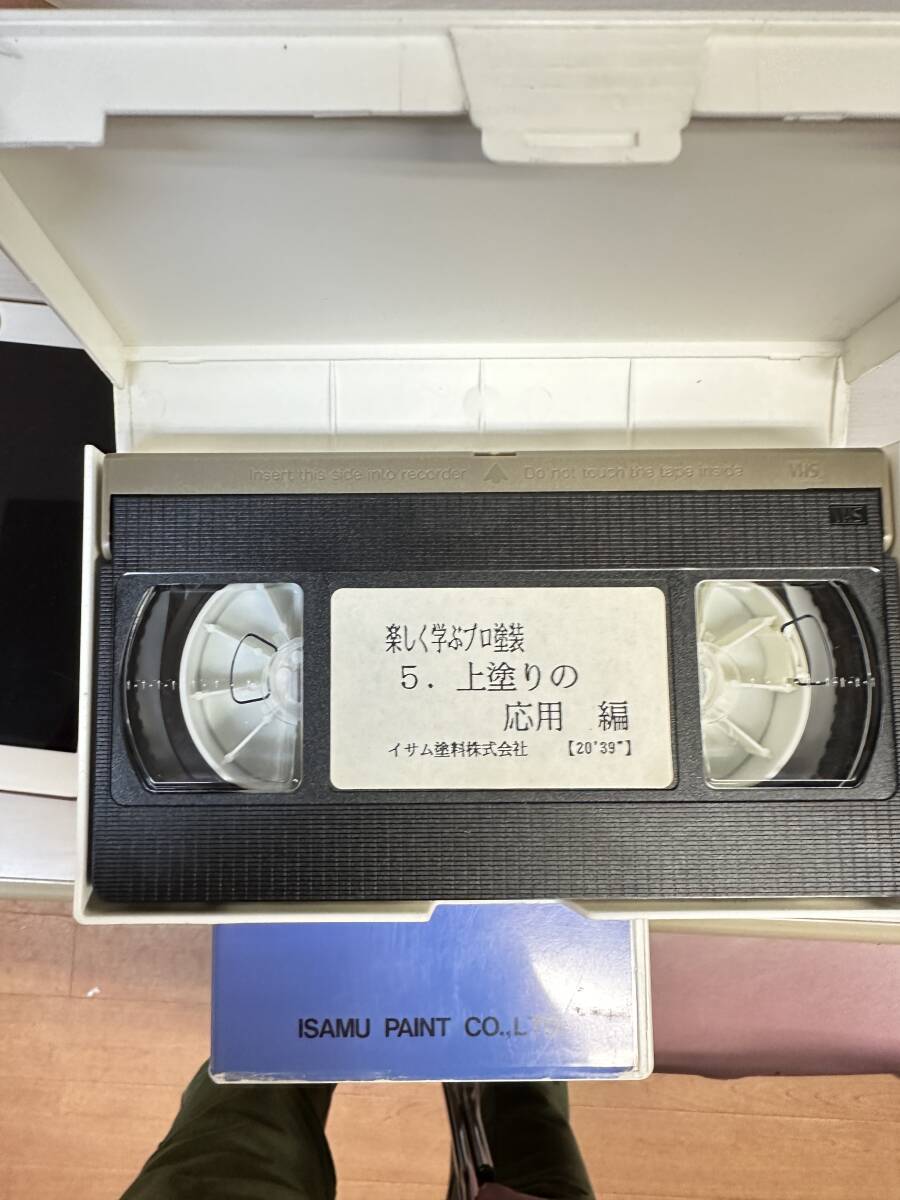 Insert this side into recorder
Do not touch the tape inside
VHS
VHS
楽しく学ぶプロ塗装
5. 上塗りの
応用 編
イサム塗料株式会社 【20'39"】
ISAMU PAINT CO.,LTD.